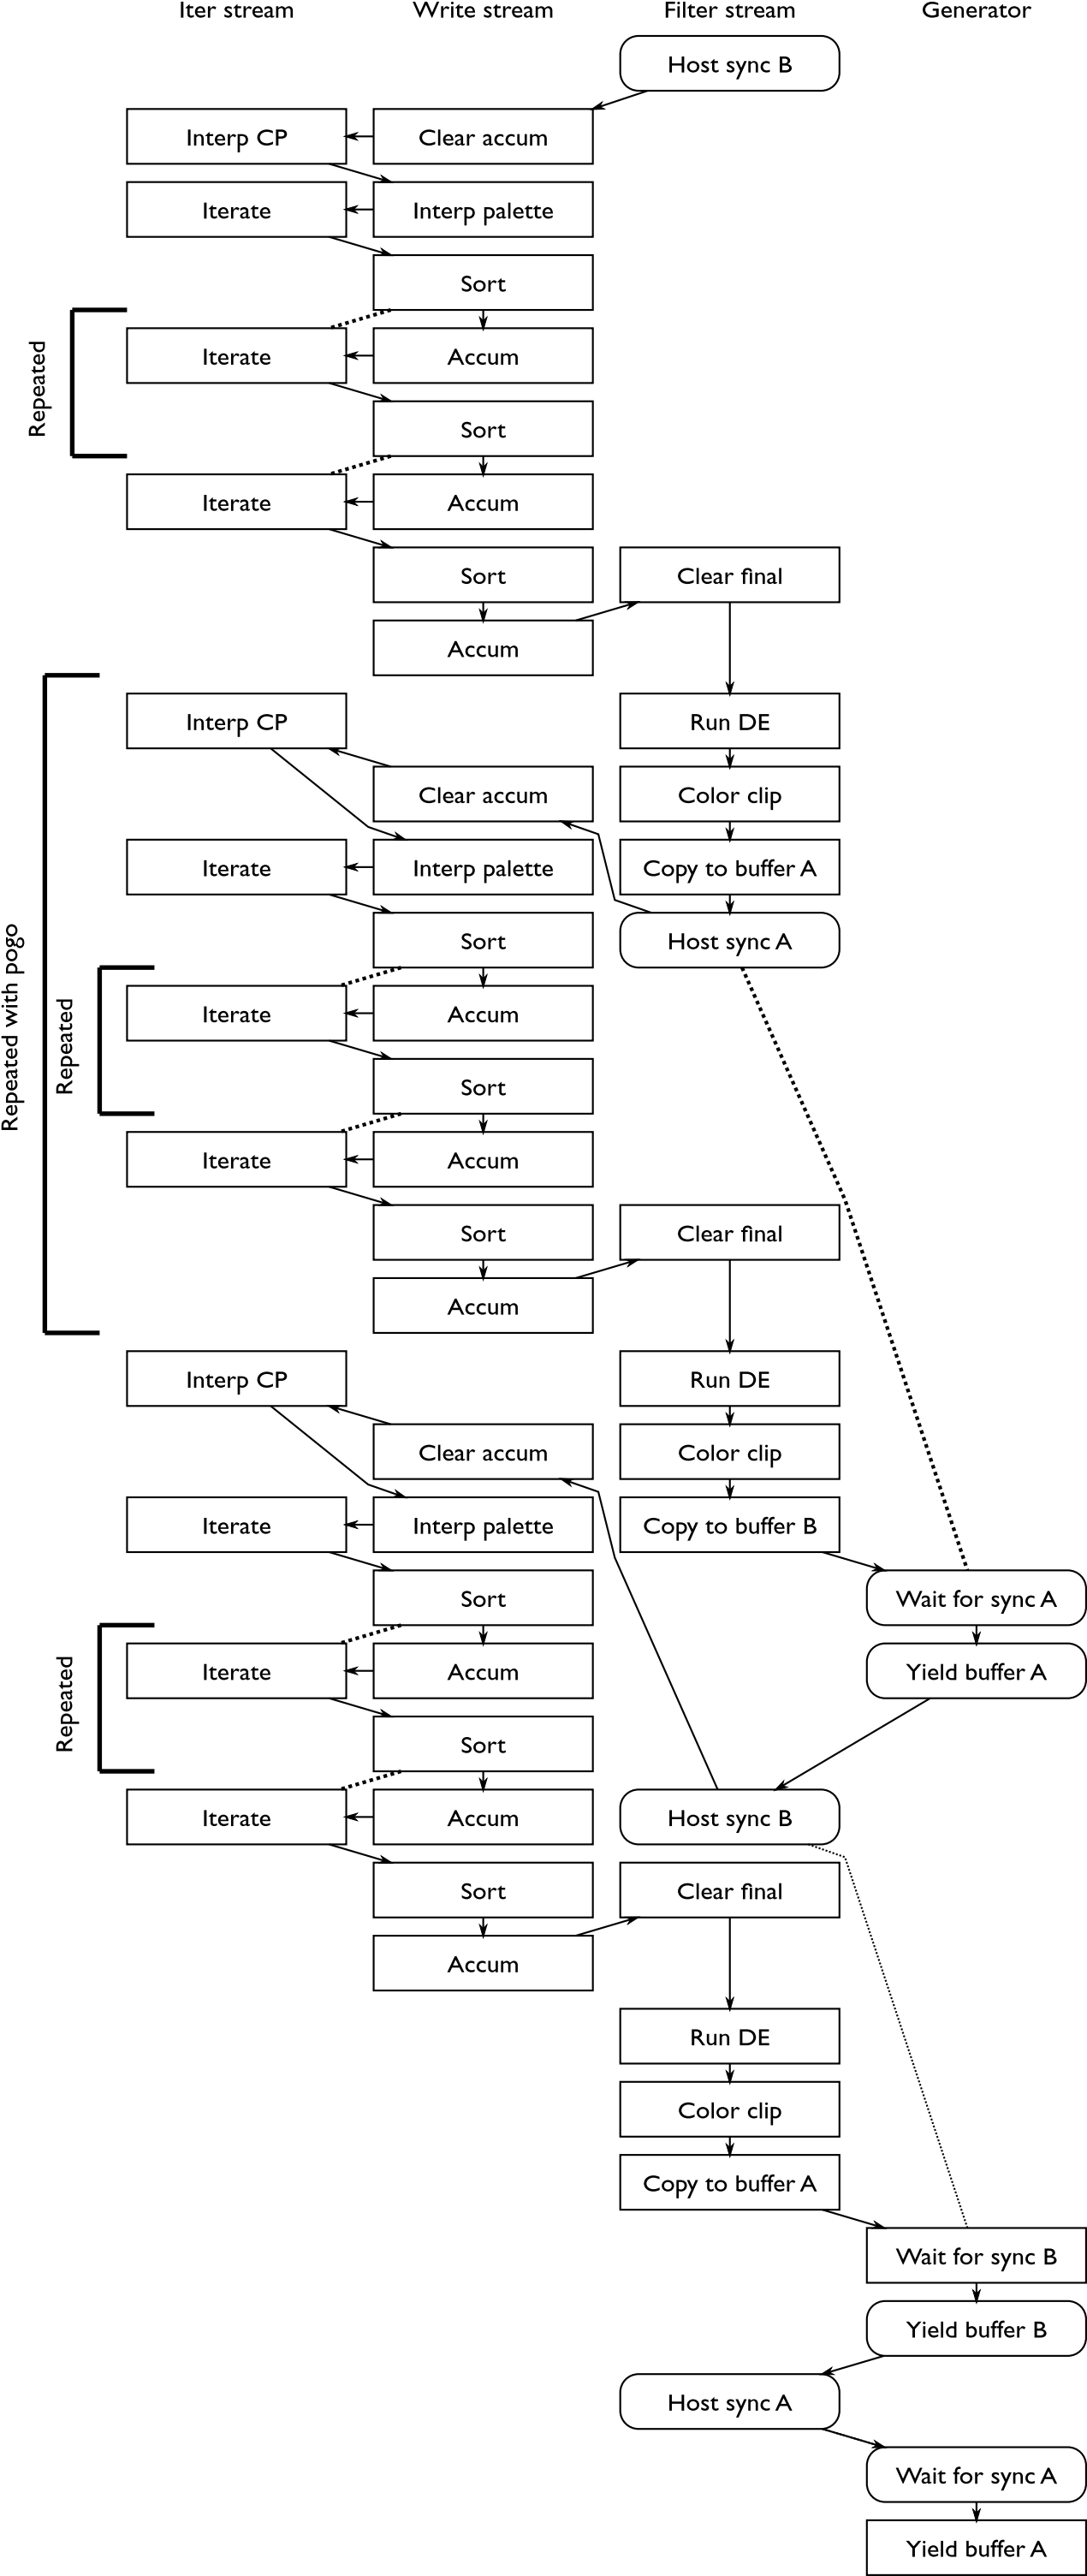 Iter stream
Write stream
Filter stream
Generator
Host sync B
Interp CP
Clear accum
Iterate
Interp palette
Sort
Repeated
Iterate
Accum
Sort
Iterate
Accum
Sort
Clear final
Accum
Repeated with pogo
Interp CP
Run DE
Clear accum
Color clip
Iterate
Interp palette
Copy to buffer A
Sort
Host sync A
Repeated
Iterate
Accum
Sort
Iterate
Accum
Sort
Clear final
Accum
Interp CP
Run DE
Clear accum
Color clip
Iterate
Interp palette
Copy to buffer B
Sort
Wait for sync A
Repeated
Iterate
Accum
Yield buffer A
Sort
Iterate
Accum
Host sync B
Sort
Clear final
Accum
Run DE
Color clip
Copy to buffer A
Wait for sync B
Yield buffer B
Host sync A
Wait for sync A
Yield buffer A